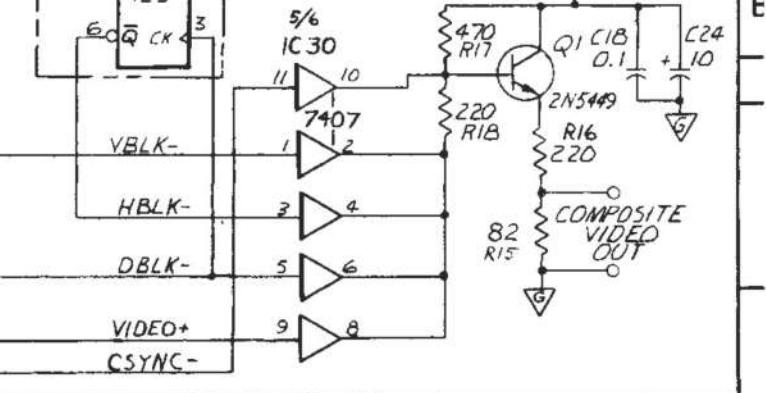 6 Q CK 3
5/6
IC 30
11 10
7407
VBLK- 1 2
HBLK- 3 4
DBLK- 5 6
VIDEO+ 9 8
CSYNC-
470
R17
220
R18
Q1
2N5449
R16
220
82
R15
COMPOSITE
VIDEO
OUT
G
C18
0.1
C24
+ 10
G
E